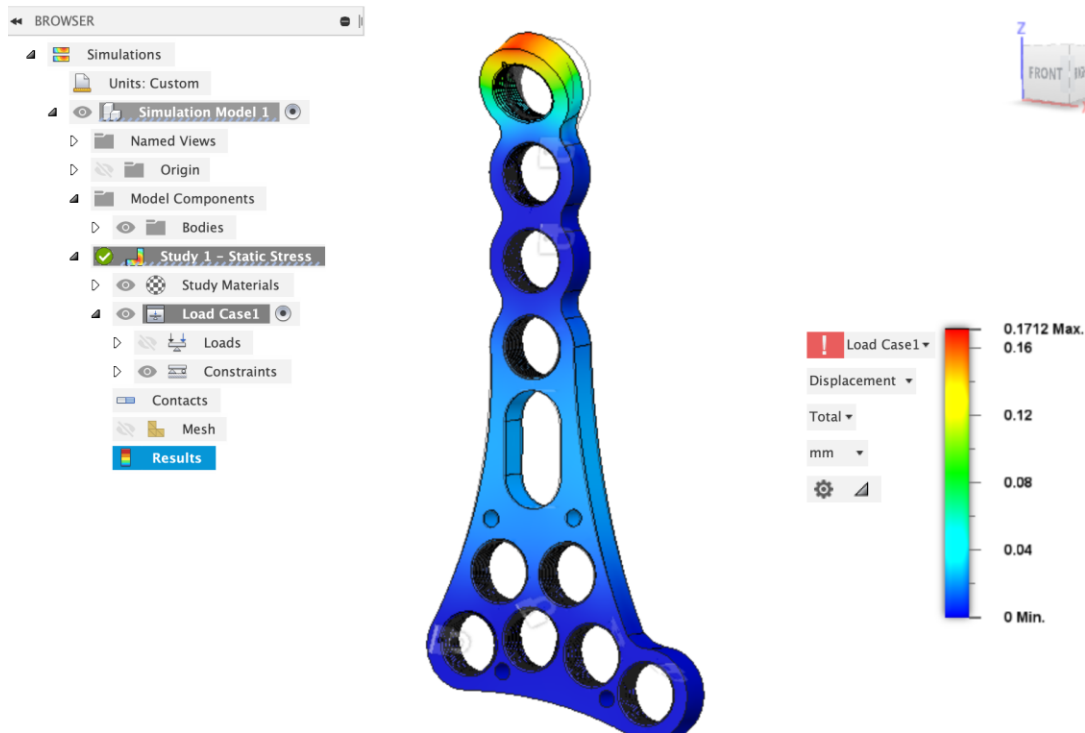 BROWSER
Simulations
Units: Custom
Simulation Model 1
Named Views
Origin
Model Components
Bodies
Study 1 - Static Stress
Study Materials
Load Case1
Loads
Constraints
Contacts
Mesh
Results
Z
FRONT
Load Case1
Displacement
Total
mm
0.1712 Max.
0.16
0.12
0.08
0.04
0 Min.